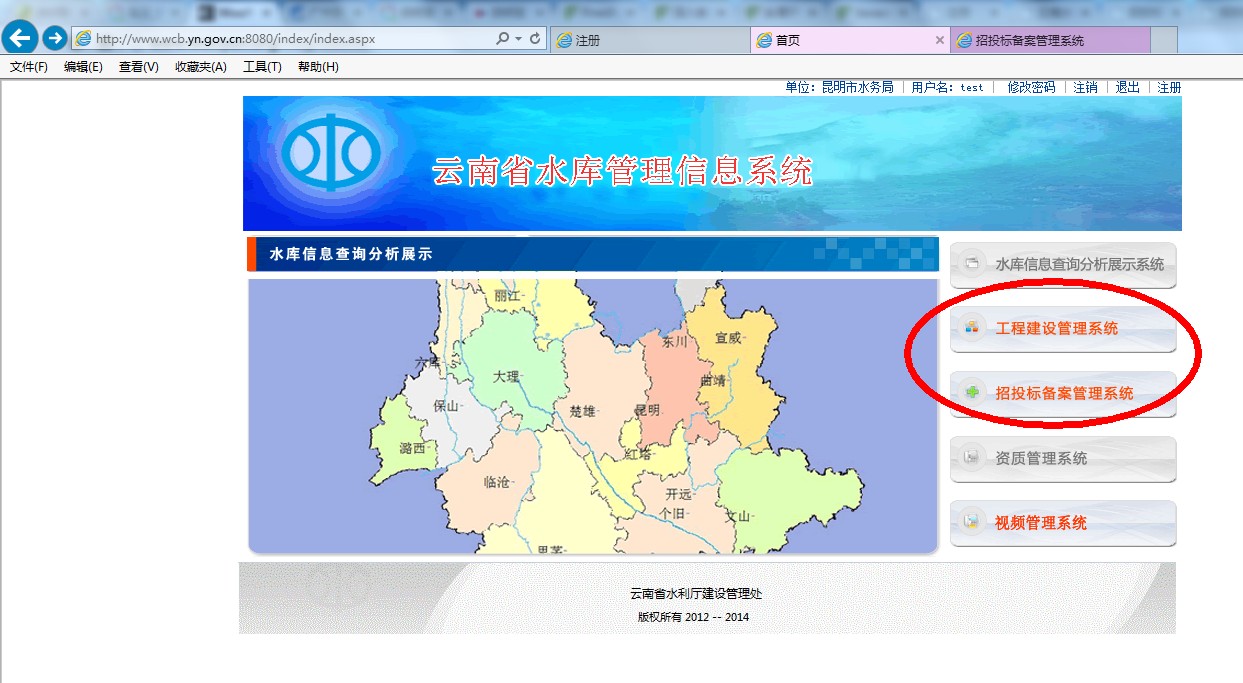 http://www.wcb.yn.gov.cn:8080/index/index.aspx
注册
首页
招投标备案管理系统
文件(F) 编辑(E) 查看(V) 收藏夹(A) 工具(T) 帮助(H)
单位：昆明市水务局 | 用户名：test | 修改密码 | 注销 | 退出 | 注册
云南省水库管理信息系统
水库信息查询分析展示
水库信息查询分析展示系统
工程建设管理系统
招投标备案管理系统
资质管理系统
视频管理系统
丽江
宣威
东川
六库
大理
曲靖
保山
楚雄
昆明
潞西
红塔
临沧
开远
个旧
文山
思茅
云南省水利厅建设管理处
版权所有 2012 -- 2014